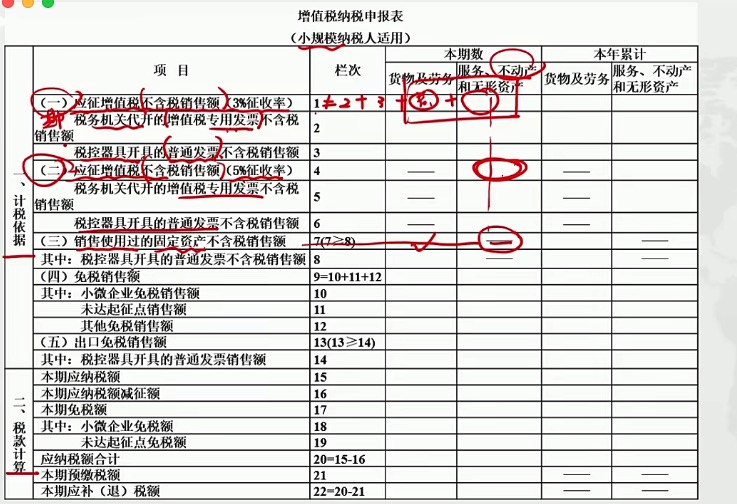 增值税纳税申报表
（小规模纳税人适用）
项 目
栏次
本期数
本年累计
货物及劳务
服务、不动产和无形资产
货物及劳务
服务、不动产和无形资产
一、计税依据
（一）应征增值税不含税销售额（3%征收率） 1 = 2 + 3 + +
税务机关代开的增值税专用发票不含税
销售额 2
税控器具开具的普通发票不含税销售额 3
（二）应征增值税不含税销售额（5%征收率） 4 —— ——
税务机关代开的增值税专用发票不含税
销售额 5 —— ——
税控器具开具的普通发票不含税销售额 6 —— ——
（三）销售使用过的固定资产不含税销售额 7(7≥8) —— ——
其中：税控器具开具的普通发票不含税销售额 8 —— ——
（四）免税销售额 9=10+11+12
其中：小微企业免税销售额 10
未达起征点销售额 11
其他免税销售额 12
（五）出口免税销售额 13(13≥14)
其中：税控器具开具的普通发票销售额 14
二、税款计算
本期应纳税额 15
本期应纳税额减征额 16
本期免税额 17
其中：小微企业免税额 18
未达起征点免税额 19
应纳税额合计 20=15-16
本期预缴税额 21 —— ——
本期应补（退）税额 22=20-21 —— ——